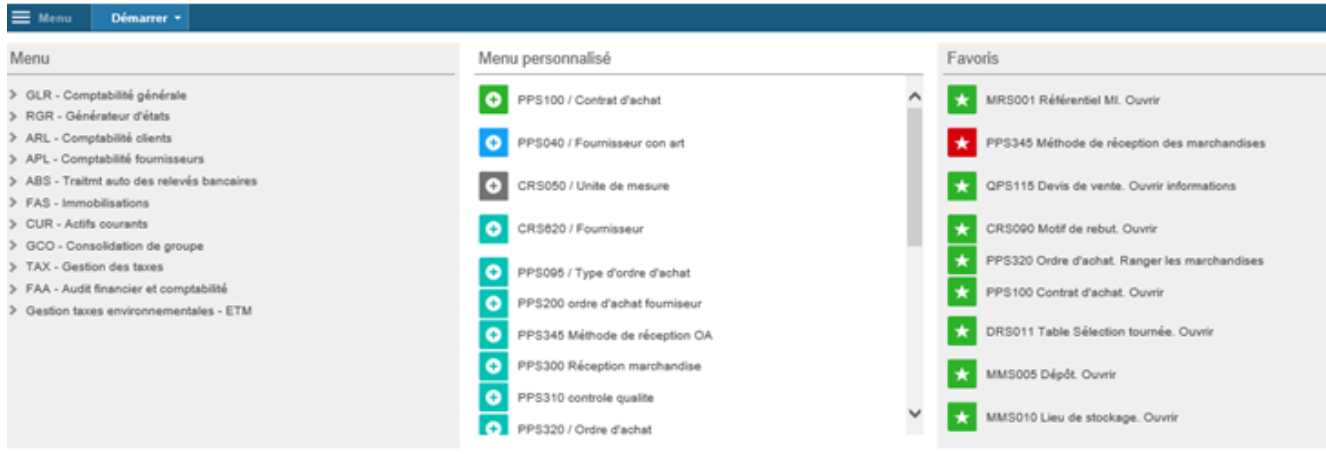 Menu
Démarrer
Menu
GLR - Comptabilité générale
RGR - Générateur d'états
ARL - Comptabilité clients
APL - Comptabilité fournisseurs
ABS - Traitmt auto des relevés bancaires
FAS - Immobilisations
CUR - Actifs courants
GCO - Consolidation de groupe
TAX - Gestion des taxes
FAA - Audit financier et comptabilité
Gestion taxes environnementales - ETM
Menu personnalisé
PPS100 / Contrat d'achat
PPS040 / Fournisseur con art
CRS050 / Unite de mesure
CRS620 / Fournisseur
PPS095 / Type d'ordre d'achat
PPS200 ordre d'achat fourniseur
PPS345 Méthode de réception OA
PPS300 Réception marchandise
PPS310 controle qualite
PPS320 / Ordre d'achat
Favoris
MRS001 Référentiel MI. Ouvrir
PPS345 Méthode de réception des marchandises
QPS115 Devis de vente. Ouvrir informations
CRS090 Motif de rebut. Ouvrir
PPS320 Ordre d'achat. Ranger les marchandises
PPS100 Contrat d'achat. Ouvrir
DRS011 Table Sélection tournée. Ouvrir
MMS005 Dépôt. Ouvrir
MMS010 Lieu de stockage. Ouvrir